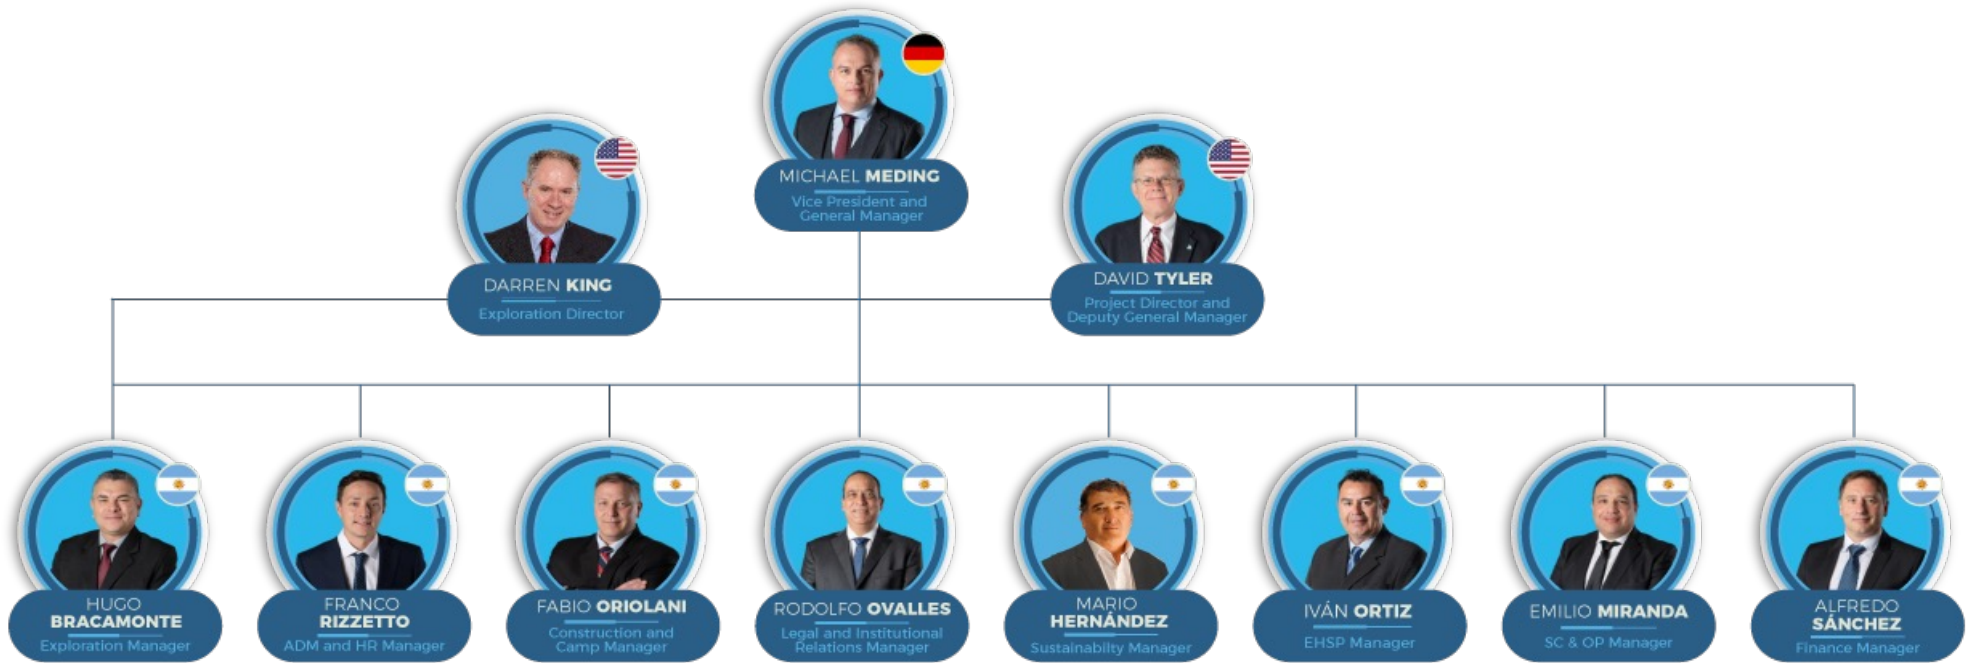 MICHAEL MEDING
Vice President and
General Manager
DARREN KING
Exploration Director
DAVID TYLER
Project Director and
Deputy General Manager
HUGO
BRACAMONTE
Exploration Manager
FRANCO
RIZZETTO
ADM and HR Manager
FABIO ORIOLANI
Construction and
Camp Manager
RODOLFO OVALLES
Legal and Institutional
Relations Manager
MARIO
HERNÁNDEZ
Sustainabilty Manager
IVÁN ORTIZ
EHSP Manager
EMILIO MIRANDA
SC & OP Manager
ALFREDO
SÁNCHEZ
Finance Manager